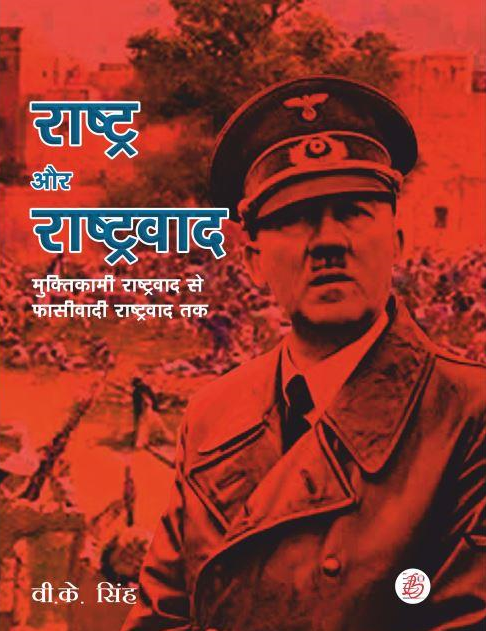 राष्ट्र
और
राष्ट्रवाद
मुक्तिकामी राष्ट्रवाद से
फासीवादी राष्ट्रवाद तक
वी.के. सिंह